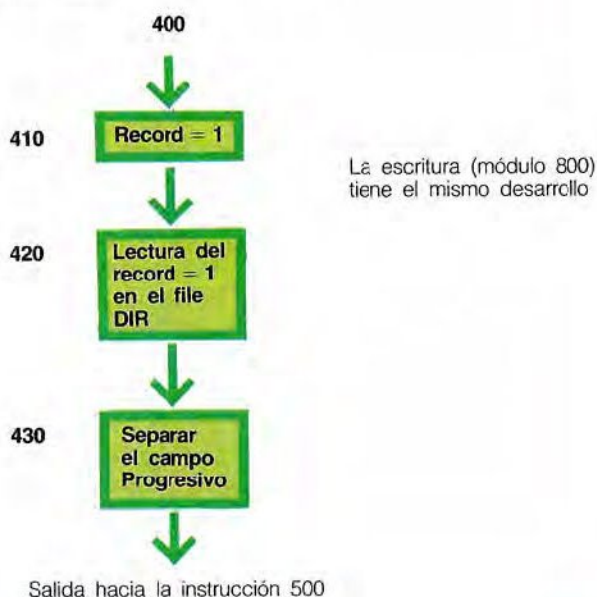 400
410
Record = 1
La escritura (módulo 800)
tiene el mismo desarrollo
420
Lectura del
record = 1
en el file
DIR
430
Separar
el campo
Progresivo
Salida hacia la instrucción 500